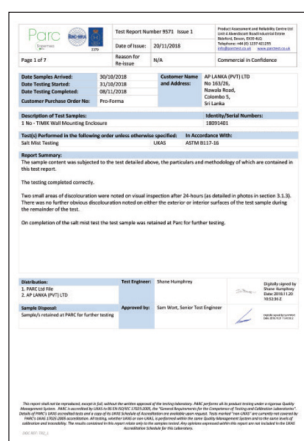 Parc
Test Report Number 9571 Issue 1
Date of Issue: 20/11/2018
Page 1 of 7
Reason for Re-Issue
N/A
Commercial in Confidence
Date Samples Arrived: 30/10/2018
Date Testing Started: 31/10/2018
Date Testing Completed: 08/11/2018
Customer Purchase Order No: Pro-Forma
Customer Name and Address:
AP LANKA (PVT) LTD
No 163/26,
Nawala Road,
Colombo 5,
Sri Lanka
Description of Test Samples:
Identity/Serial Numbers:
1 No - TIMK Wall Mounting Enclosure
Test(s) Performed in the following order unless otherwise specified:
In Accordance With:
Salt Mist Testing
UKAS
ASTM B117-16
Report Summary:
The sample content was subjected to the test detailed above, the particulars and methodology of which are contained in
this test report.
The testing completed correctly.
Two small areas of discolouration were noted on visual inspection after 24-hours (as detailed in photos in section 3.1.3).
There was no further obvious discolouration noted on either the exterior or interior surfaces of the test sample during
the remainder of the test.
On completion of the salt mist test the test sample was retained at Parc for further testing.
Distribution:
1. PARC Ltd File
2. AP LANKA (PVT) LTD
Test Engineer: Shane Humphrey
Digitally signed by
Shane Humphrey
Sample Disposal:
Sample/s retained at PARC for further testing
Approved by: Sam Wort, Senior Test Engineer